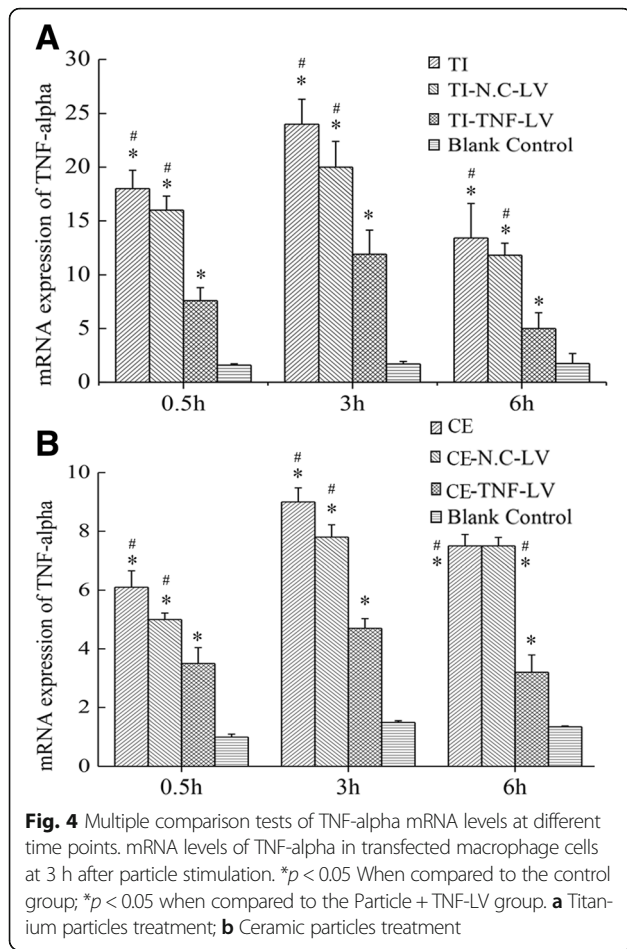 A
mRNA expression of TNF-alpha
30
25
20
15
10
5
0
TI
TI-N.C-LV
TI-TNF-LV
Blank Control
# # # # # #
* * * * * * * * *
0.5h 3h 6h
B
mRNA expression of TNF-alpha
10
8
6
4
2
0
CE
CE-N.C-LV
CE-TNF-LV
Blank Control
# # # # # #
* * * * * * * * *
0.5h 3h 6h
Fig. 4 Multiple comparison tests of TNF-alpha mRNA levels at different
time points. mRNA levels of TNF-alpha in transfected macrophage cells
at 3 h after particle stimulation. *p < 0.05 When compared to the control
group; *p < 0.05 when compared to the Particle + TNF-LV group. a Titan-
ium particles treatment; b Ceramic particles treatment